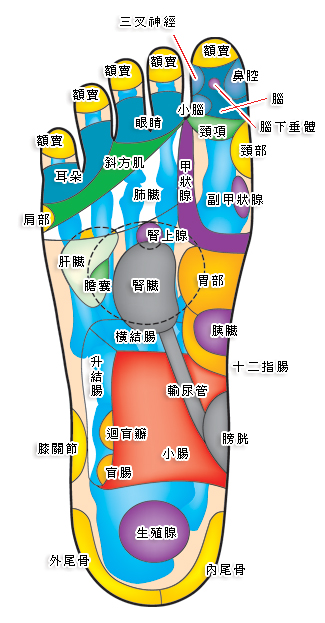 三叉神經
額竇
額竇
額竇
額竇
額竇
鼻腔
腦
小腦
腦下垂體
眼睛
頸項
斜方肌
頸部
耳朵
甲狀腺
肺臟
副甲狀腺
肩部
腎上腺
肝臟
胃部
膽囊
腎臟
胰臟
橫結腸
十二指腸
升結腸
輸尿管
迴盲瓣
膀胱
膝關節
小腸
盲腸
生殖腺
外尾骨
內尾骨